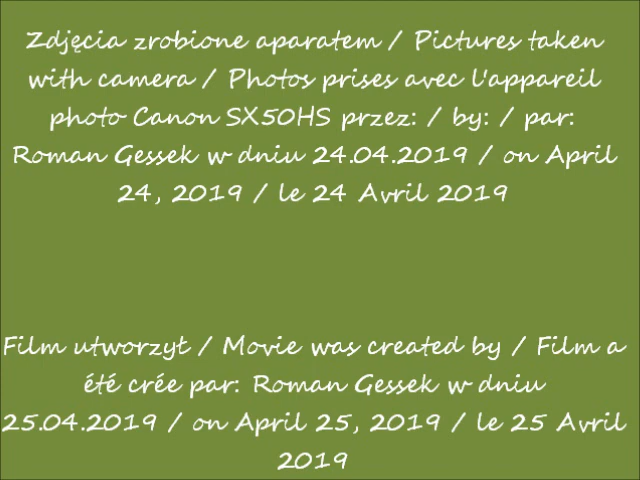 Zdjęcia zrobione aparatem / Pictures taken
with camera / Photos prises avec l'appareil
photo Canon SX50HS przez: / by: / par:
Roman Gessek w dniu 24.04.2019 / on April
24, 2019 / le 24 Avril 2019
Film utworzył / Movie was created by / Film a
été crée par: Roman Gessek w dniu
25.04.2019 / on April 25, 2019 / le 25 Avril
2019